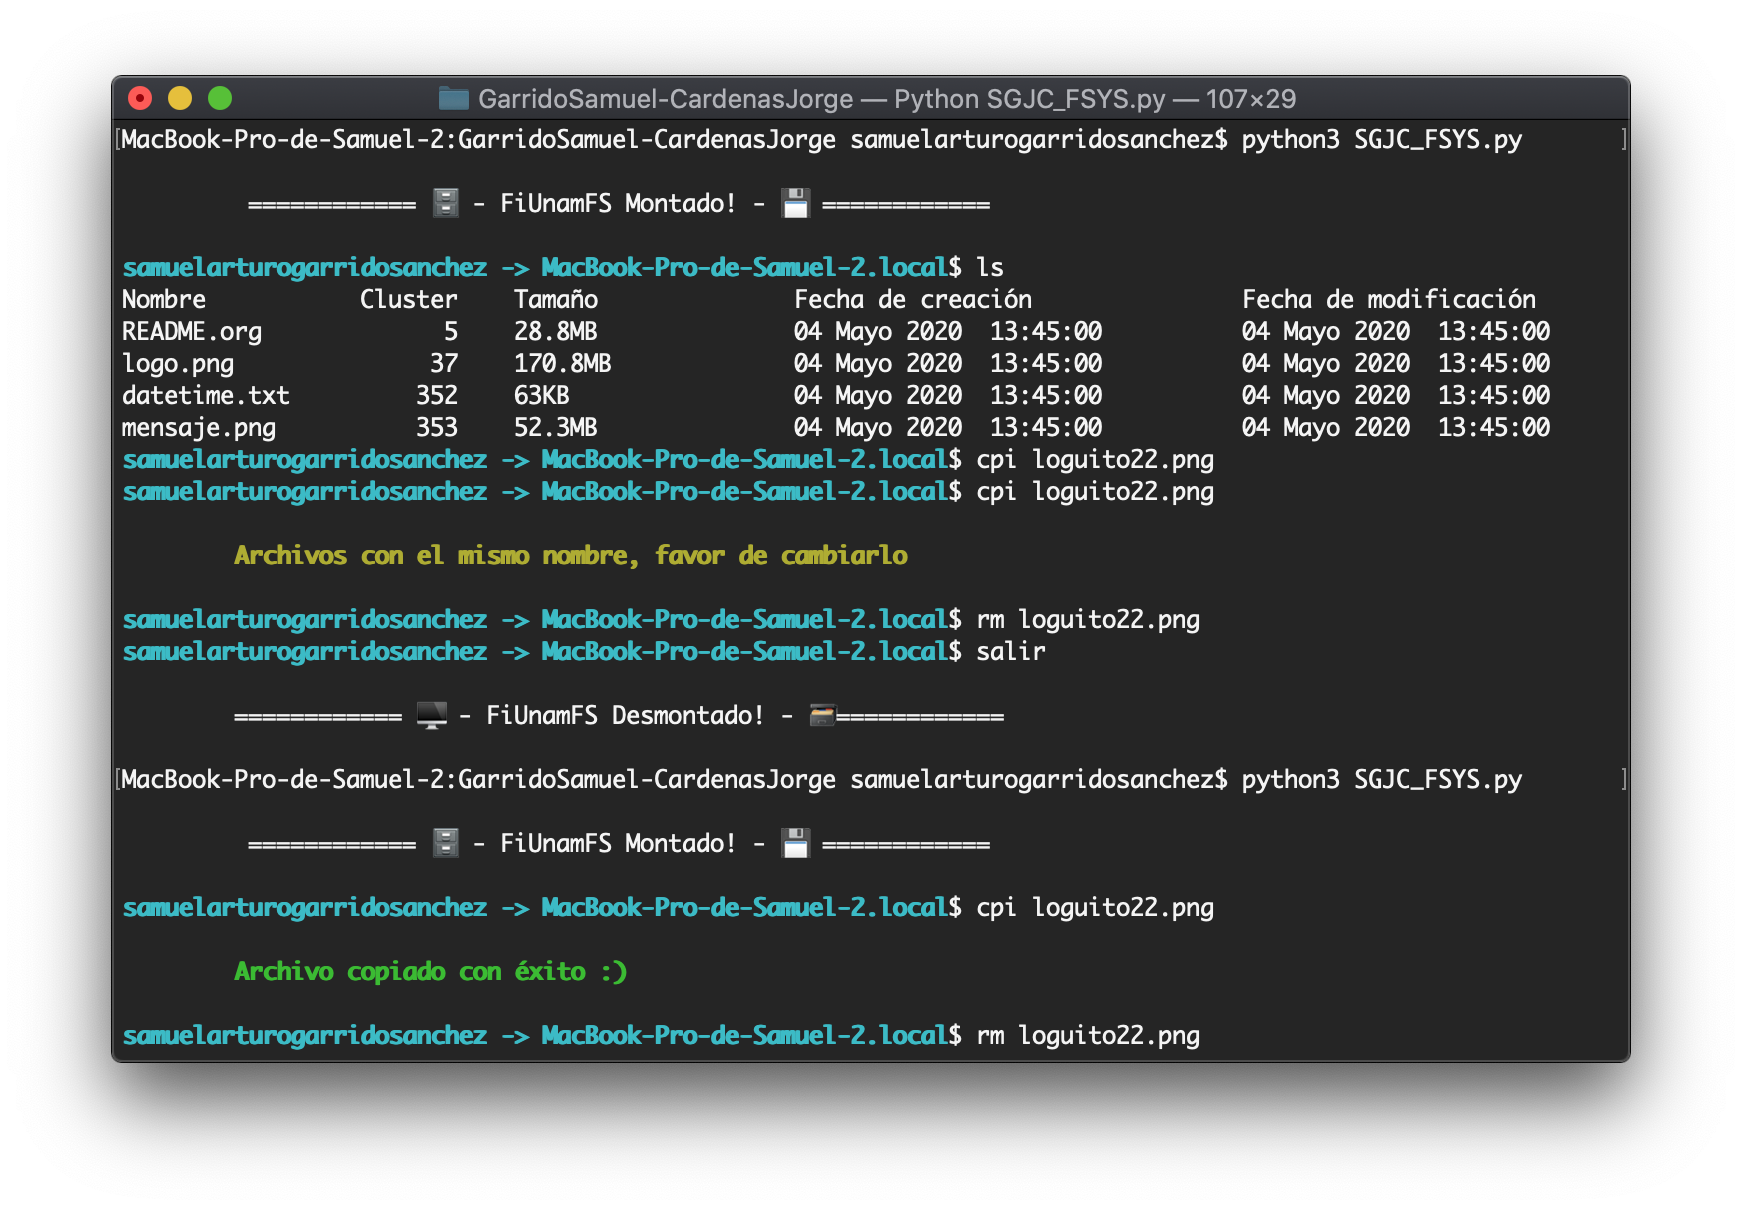 GarridoSamuel-CardenasJorge — Python SGJC_FSYS.py — 107×29
[MacBook-Pro-de-Samuel-2:GarridoSamuel-CardenasJorge samuelarturogarridosanchez$ python3 SGJC_FSYS.py ]
============ 🗄 - FiUnamFS Montado! - 💾 ============
samuelarturogarridosanchez -> MacBook-Pro-de-Samuel-2.local$ ls
Nombre Cluster Tamaño Fecha de creación Fecha de modificación
README.org 5 28.8MB 04 Mayo 2020 13:45:00 04 Mayo 2020 13:45:00
logo.png 37 170.8MB 04 Mayo 2020 13:45:00 04 Mayo 2020 13:45:00
datetime.txt 352 63KB 04 Mayo 2020 13:45:00 04 Mayo 2020 13:45:00
mensaje.png 353 52.3MB 04 Mayo 2020 13:45:00 04 Mayo 2020 13:45:00
samuelarturogarridosanchez -> MacBook-Pro-de-Samuel-2.local$ cpi loguito22.png
samuelarturogarridosanchez -> MacBook-Pro-de-Samuel-2.local$ cpi loguito22.png
Archivos con el mismo nombre, favor de cambiarlo
samuelarturogarridosanchez -> MacBook-Pro-de-Samuel-2.local$ rm loguito22.png
samuelarturogarridosanchez -> MacBook-Pro-de-Samuel-2.local$ salir
============ 🖥 - FiUnamFS Desmontado! - 🗃============
[MacBook-Pro-de-Samuel-2:GarridoSamuel-CardenasJorge samuelarturogarridosanchez$ python3 SGJC_FSYS.py ]
============ 🗄 - FiUnamFS Montado! - 💾 ============
samuelarturogarridosanchez -> MacBook-Pro-de-Samuel-2.local$ cpi loguito22.png
Archivo copiado con éxito :)
samuelarturogarridosanchez -> MacBook-Pro-de-Samuel-2.local$ rm loguito22.png